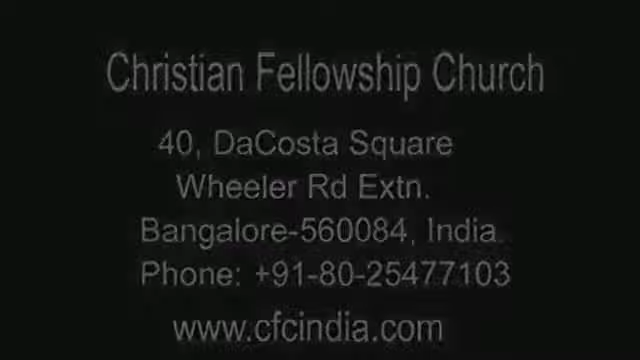 Christian Fellowship Church
40, DaCosta Square
Wheeler Rd Extn.
Bangalore-560084, India.
Phone: +91-80-25477103
www.cfcindia.com